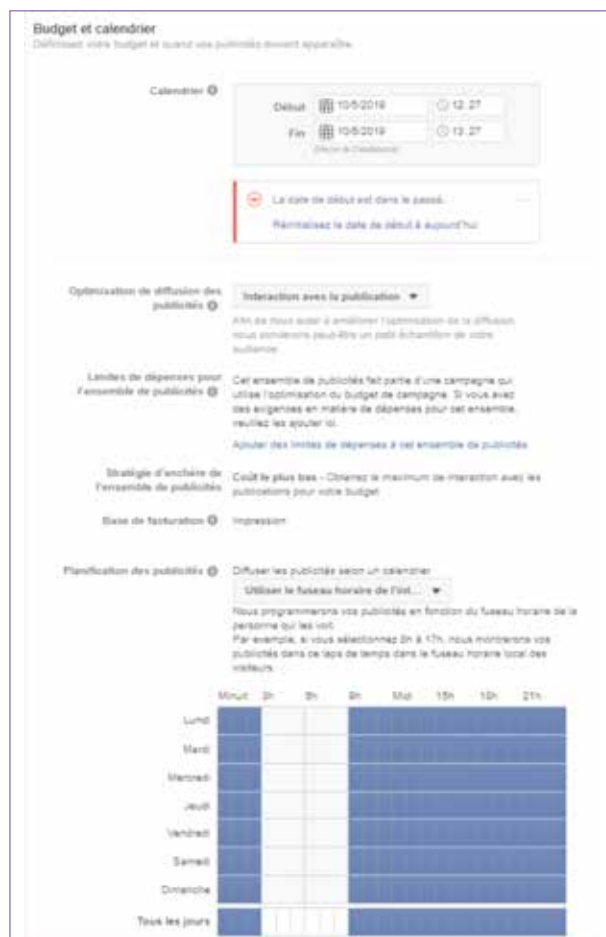 Budget et calendrier
Définissez votre budget et quand vos publicités doivent apparaître.
Calendrier
Début 10/5/2019 12:27
Fin 10/5/2019 13:27
La date de début est dans le passé.
Réinitialisez la date de début à aujourd'hui
Optimisation de diffusion des
publicités
Interaction avec la publication
Afin de nous aider à améliorer l'optimisation de la diffusion,
nous sonderons peut-être un petit échantillon de votre
audience.
Limites de dépenses pour
l'ensemble de publicités
Cet ensemble de publicités fait partie d'une campagne qui
utilise l'optimisation du budget de campagne. Si vous avez
des exigences en matière de dépenses pour cet ensemble,
veuillez les ajouter ici.
Ajouter des limites de dépenses à cet ensemble de publicités
Stratégie d'enchère de
l'ensemble de publicités
Coût le plus bas - Obtenez le maximum de interaction avec les
publications pour votre budget
Base de facturation
Impression
Planification des publicités
Diffuser les publicités selon un calendrier
Utiliser le fuseau horaire de l'int...
Nous programmerons vos publicités en fonction du fuseau horaire de la
personne qui les voit.
Par exemple, si vous sélectionnez 8h à 17h, nous montrerons vos
publicités dans ce laps de temps dans le fuseau horaire local des
visiteurs.
Minuit 3h 6h 9h Midi 15h 18h 21h
Lundi
Mardi
Mercredi
Jeudi
Vendredi
Samedi
Dimanche
Tous les jours